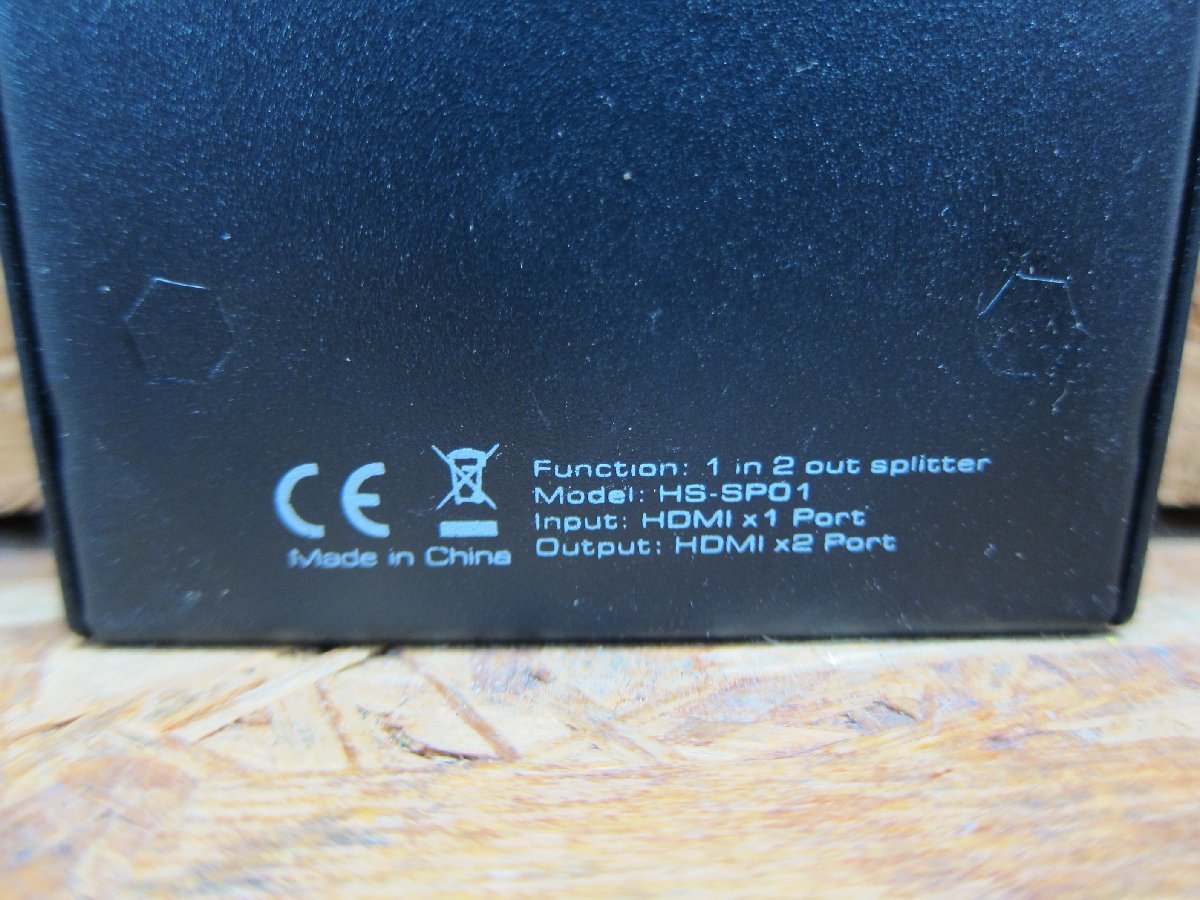 CE
Made in China
Function: 1 in 2 out splitter
Model: HS-SP01
Input: HDMI x1 Port
Output: HDMI x2 Port